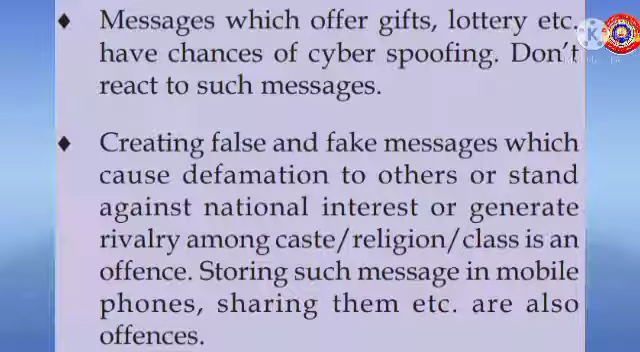 ♦ Messages which offer gifts, lottery etc.
have chances of cyber spoofing. Don't
react to such messages.
♦ Creating false and fake messages which
cause defamation to others or stand
against national interest or generate
rivalry among caste/religion/class is an
offence. Storing such message in mobile
phones, sharing them etc. are also
offences.
K